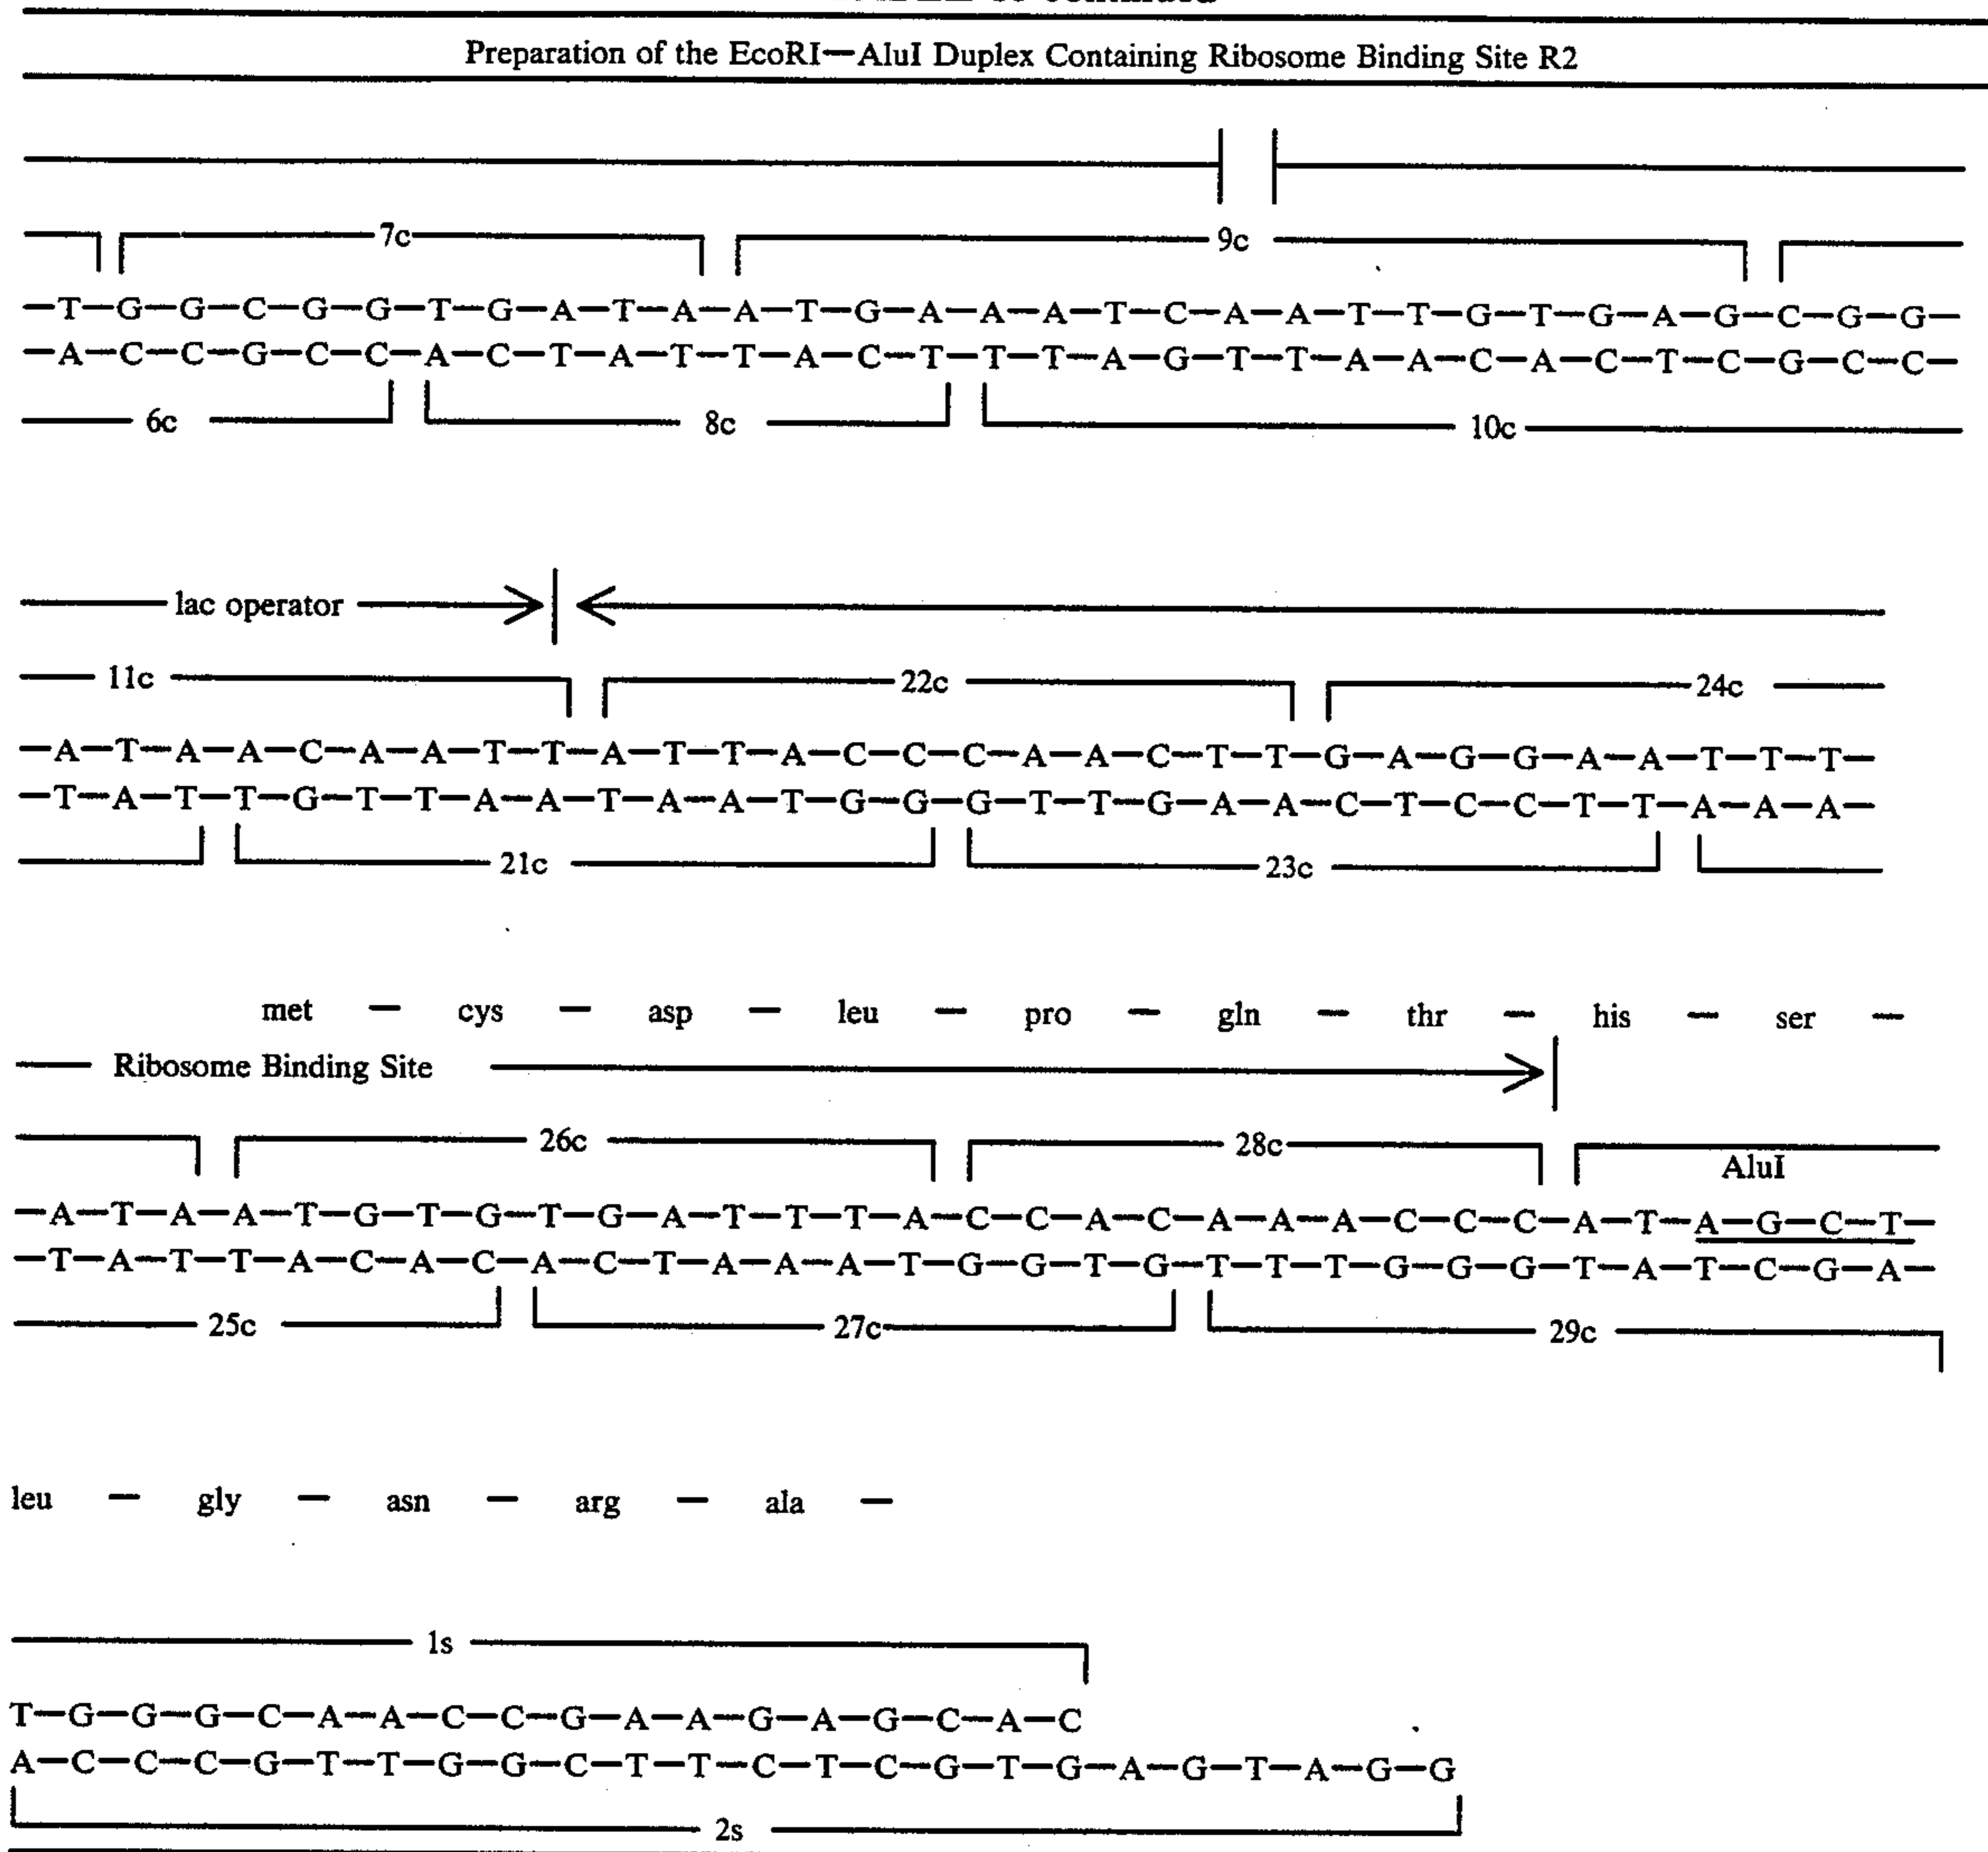 Preparation of the EcoRI—AluI Duplex Containing Ribosome Binding Site R2
7c 9c
—T—G—G—C—G—G—T—G—A—T—A—A—T—G—A—A—A—T—C—A—A—T—T—G—T—G—A—G—C—G—G—
—A—C—C—G—C—C—A—C—T—A—T—T—A—C—T—T—T—A—G—T—T—A—A—C—A—C—T—C—G—C—C—
6c 8c 10c
lac operator
11c 22c 24c
—A—T—A—A—C—A—A—T—T—A—T—T—A—C—C—C—A—A—C—T—T—G—A—G—G—A—A—T—T—T—
—T—A—T—T—G—T—T—A—A—T—A—A—T—G—G—G—T—T—G—A—A—C—T—C—C—T—T—A—A—A—
21c 23c
met — cys — asp — leu — pro — gln — thr — his — ser —
Ribosome Binding Site
26c 28c
AluI
—A—T—A—A—T—G—T—G—T—G—A—T—T—T—A—C—C—A—C—A—A—A—C—C—C—A—T—A—G—C—T—
—T—A—T—T—A—C—A—C—A—C—T—A—A—A—T—G—G—T—G—T—T—T—G—G—G—T—A—T—C—G—A—
25c 27c 29c
leu — gly — asn — arg — ala —
1s
T—G—G—G—C—A—A—C—C—G—A—A—G—A—G—C—A—C
A—C—C—C—G—T—T—G—G—C—T—T—C—T—C—G—T—G—A—G—T—A—G—G
2s